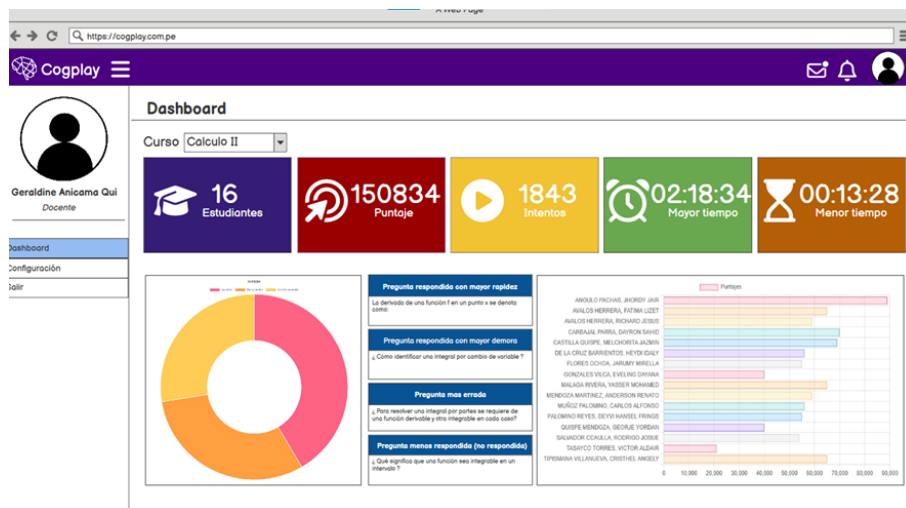 A Web Page
https://cogplay.com.pe
Cogplay
Geraldine Anicama Qui
Docente
Dashboard
Configuración
Salir
Dashboard
Curso Calculo II
16
Estudiantes
150834
Puntaje
1843
Intentos
02:18:34
Mayor tiempo
00:13:28
Menor tiempo
Pregunta respondida con mayor rapidez
La derivada de una función f en un punto x se denota
como:
Pregunta respondida con mayor demora
¿ Cómo identificar una integral por cambio de variable ?
Pregunta mas errada
¿ Para resolver una integral por partes se requiere de
una función derivable y otra integrable en cada caso?
Pregunta menos respondida (no respondida)
¿ Qué significa que una función sea integrable en un
intervalo ?
Puntajes
ANGULO PACHAS, JHORDY JAIR
AVALOS HERRERA, FATIMA LIZET
AVALOS HERRERA, RICHARD JESUS
CARBAJAL PARRA, DAYRON SAHID
CASTILLA QUISPE, MELCHORITA JAZMIN
DE LA CRUZ BARRIENTOS, HEYDI IDALY
FLORES OCHOA, JARUMY MIRELLA
GONZALES VILCA, EVELING DAYANA
MALAGA RIVERA, YASSER MOHAMED
MENDOZA MARTINEZ, ANDERSON RENATO
MUÑOZ PALOMINO, CARLOS ALFONSO
PALOMINO REYES, DEYVI HANSEL FRINGS
QUISPE MENDOZA, GEORJE YORDAN
SALVADOR CCAULLA, RODRIGO JOSUE
TASAYCO TORRES, VICTOR ALDAIR
TIPISMANA VILLANUEVA, CRISTHEL ANGELY
0 10,000 20,000 30,000 40,000 50,000 60,000 70,000 80,000 90,000